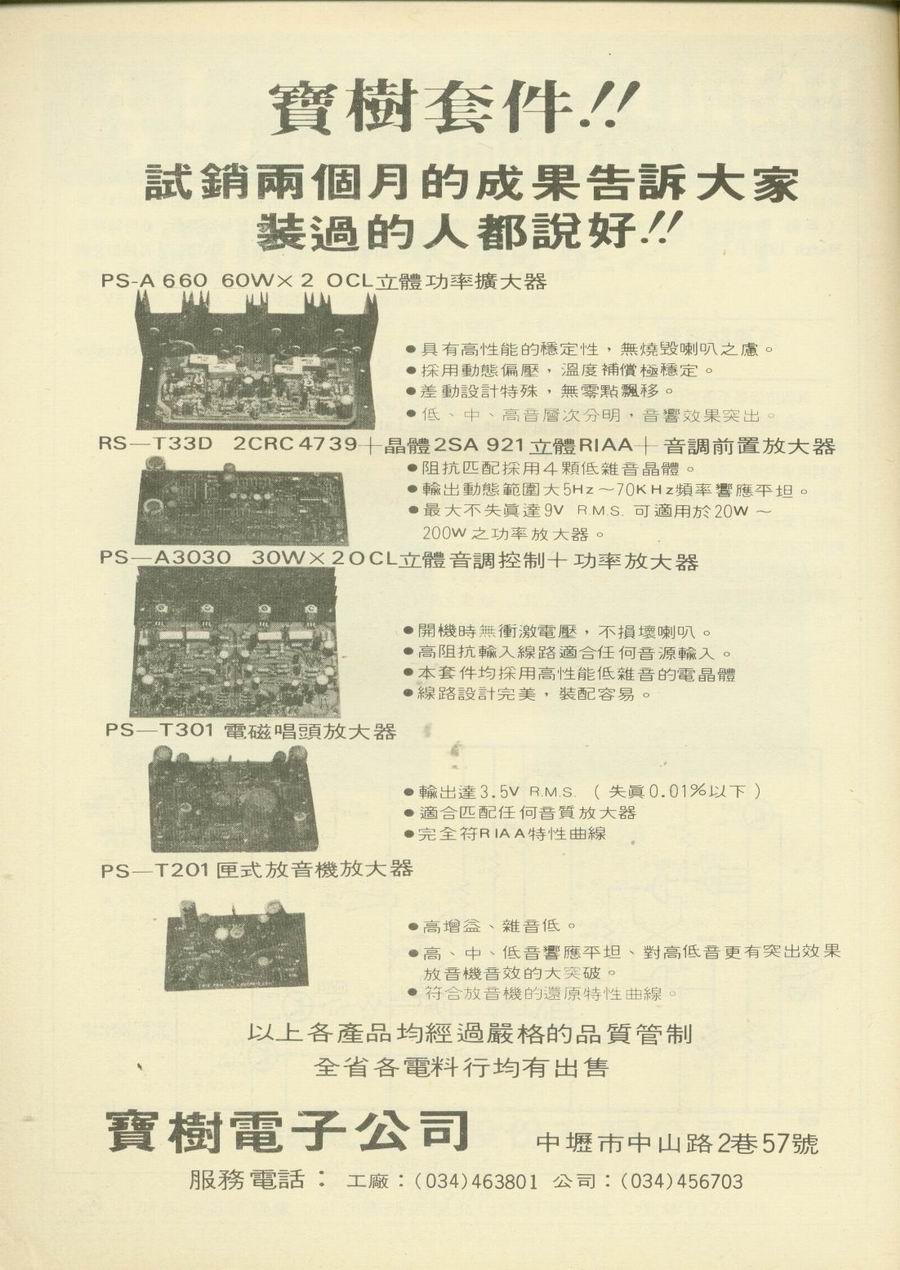 寶樹套件!!
試銷兩個月的成果告訴大家
裝過的人都說好!!
PS-A 660 60W×2 OCL立體功率擴大器
●具有高性能的穩定性，無燒毀喇叭之慮。
●採用動態偏壓，溫度補償極穩定。
●差動設計特殊，無零點飄移。
●低、中、高音層次分明，音響效果突出。
RS—T33D 2CRC4739＋晶體2SA 921立體RIAA＋音調前置放大器
●阻抗匹配採用4顆低雜音晶體。
●輸出動態範圍大5Hz～70KHz頻率響應平坦。
●最大不失眞達9V R.M.S. 可適用於20W～
200W之功率放大器。
PS—A3030 30W×2OCL立體音調控制＋功率放大器
●開機時無衝激電壓，不損壞喇叭。
●高阻抗輸入線路適合任何音源輸入。
●本套件均採用高性能低雜音的電晶體
●線路設計完美，裝配容易。
PS—T301 電磁唱頭放大器
●輸出達3.5V R.M.S. (失眞0.01%以下)
●適合匹配任何音質放大器
●完全符RIAA特性曲線
PS—T201匣式放音機放大器
●高增益、雜音低。
●高、中、低音響應平坦、對高低音更有突出效果
放音機音效的大突破。
●符合放音機的還原特性曲線。
以上各產品均經過嚴格的品質管制
全省各電料行均有出售
寶樹電子公司 中壢市中山路2巷57號
服務電話：工廠：(034)463801 公司：(034)456703